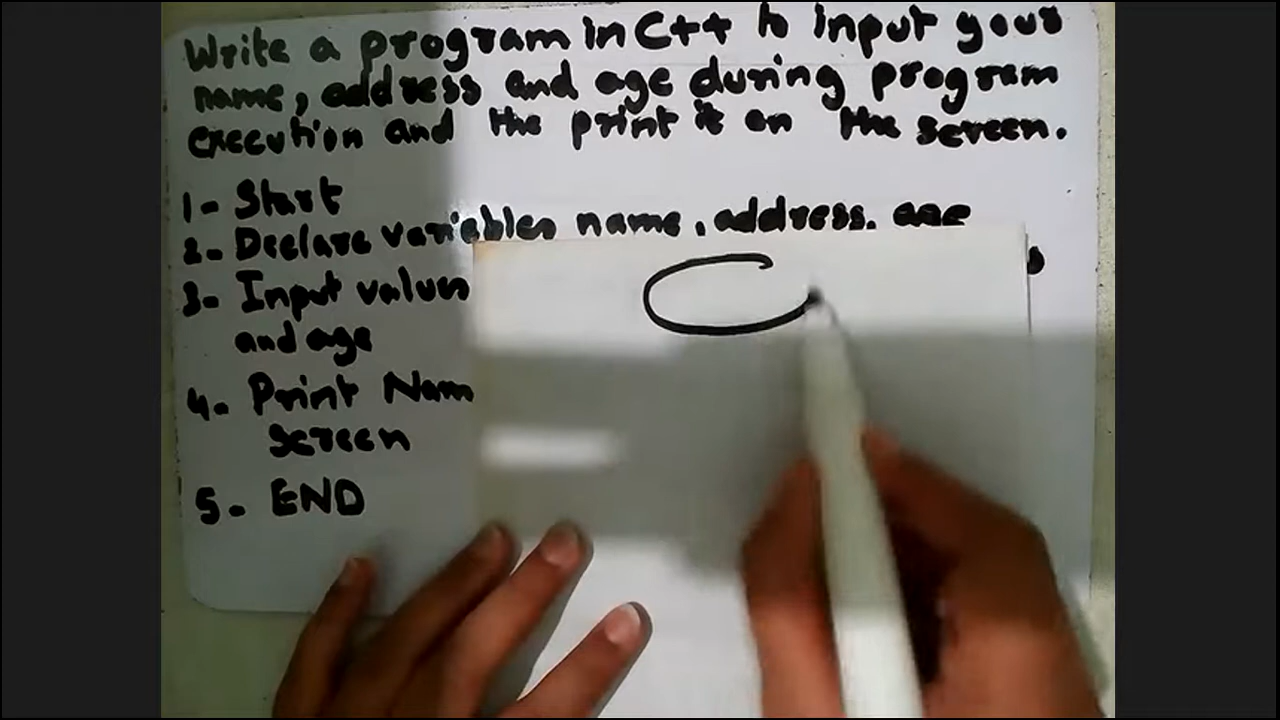 Write a program in C++ to input your
name, address and age during program
execution and the print it on the screen.
1- Start
2- Declare variables name, address, age
3- Input values
and age
4- Print Nam
screen
5- END